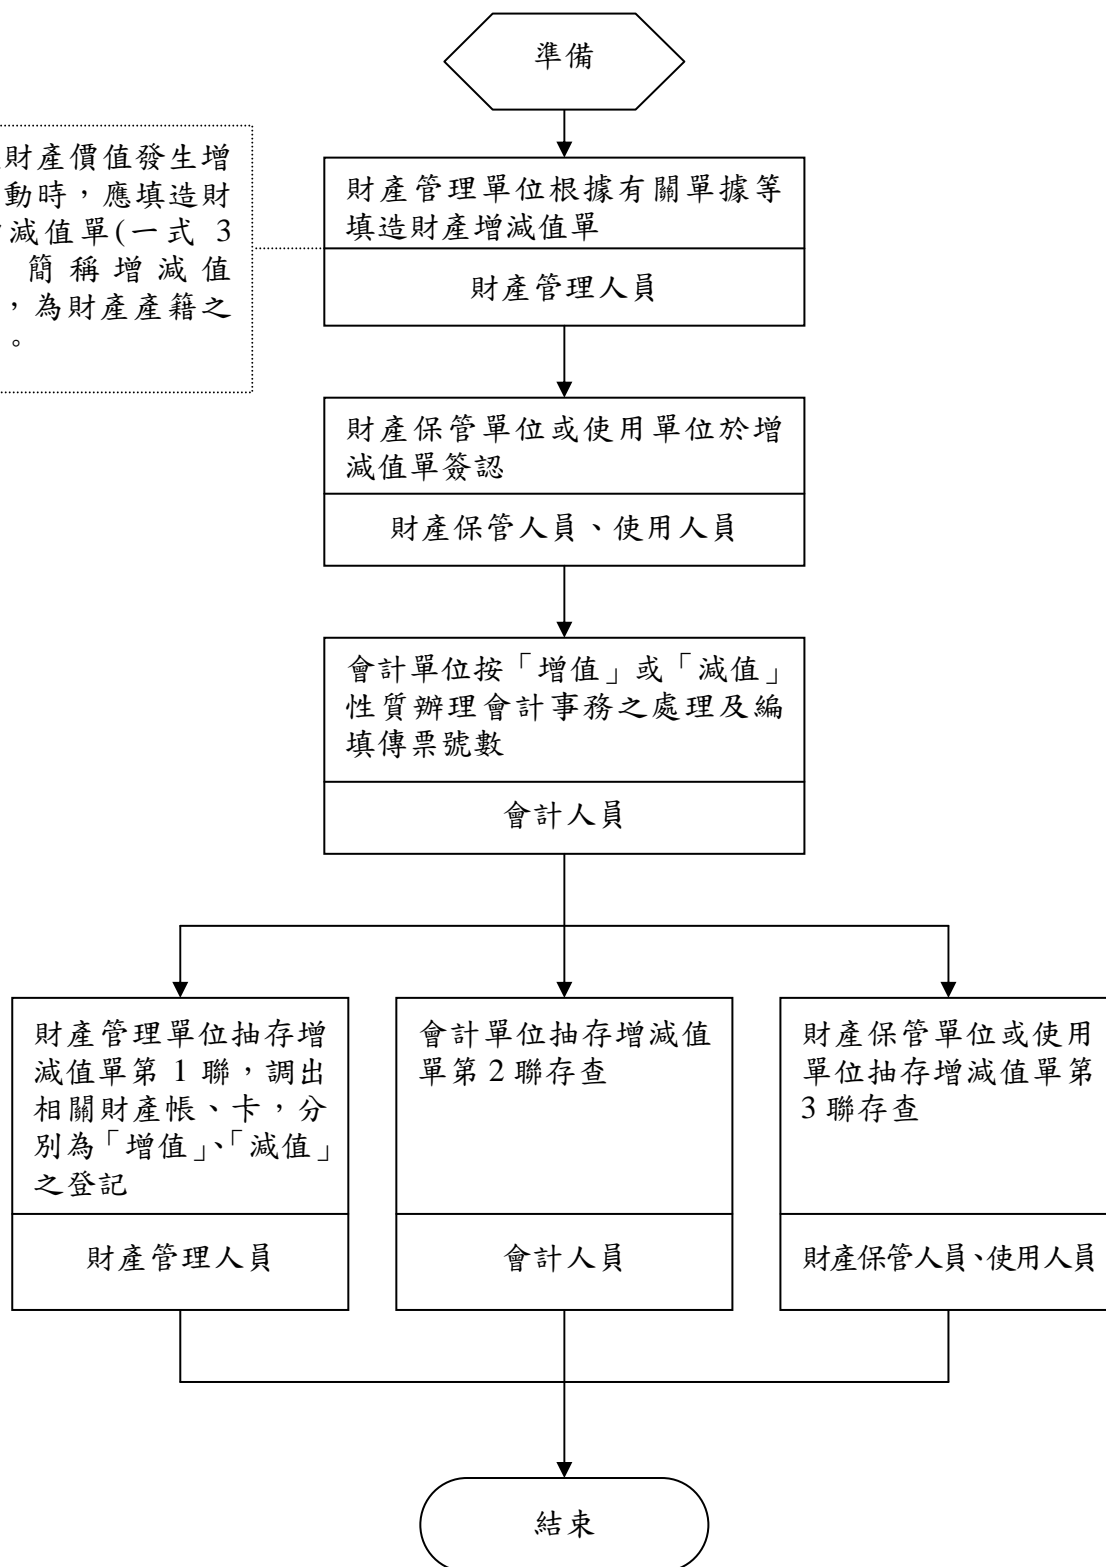 準備
財產價值發生增
動時，應填造財
減值單(一式 3
簡稱增減值
，為財產產籍之
。
財產管理單位根據有關單據等
填造財產增減值單
財產管理人員
財產保管單位或使用單位於增
減值單簽認
財產保管人員、使用人員
會計單位按「增值」或「減值」
性質辦理會計事務之處理及編
填傳票號數
會計人員
財產管理單位抽存增
減值單第 1 聯，調出
相關財產帳、卡，分
別為「增值」、「減值」
之登記
財產管理人員
會計單位抽存增減值
單第 2 聯存查
會計人員
財產保管單位或使用
單位抽存增減值單第
3 聯存查
財產保管人員、使用人員
結束